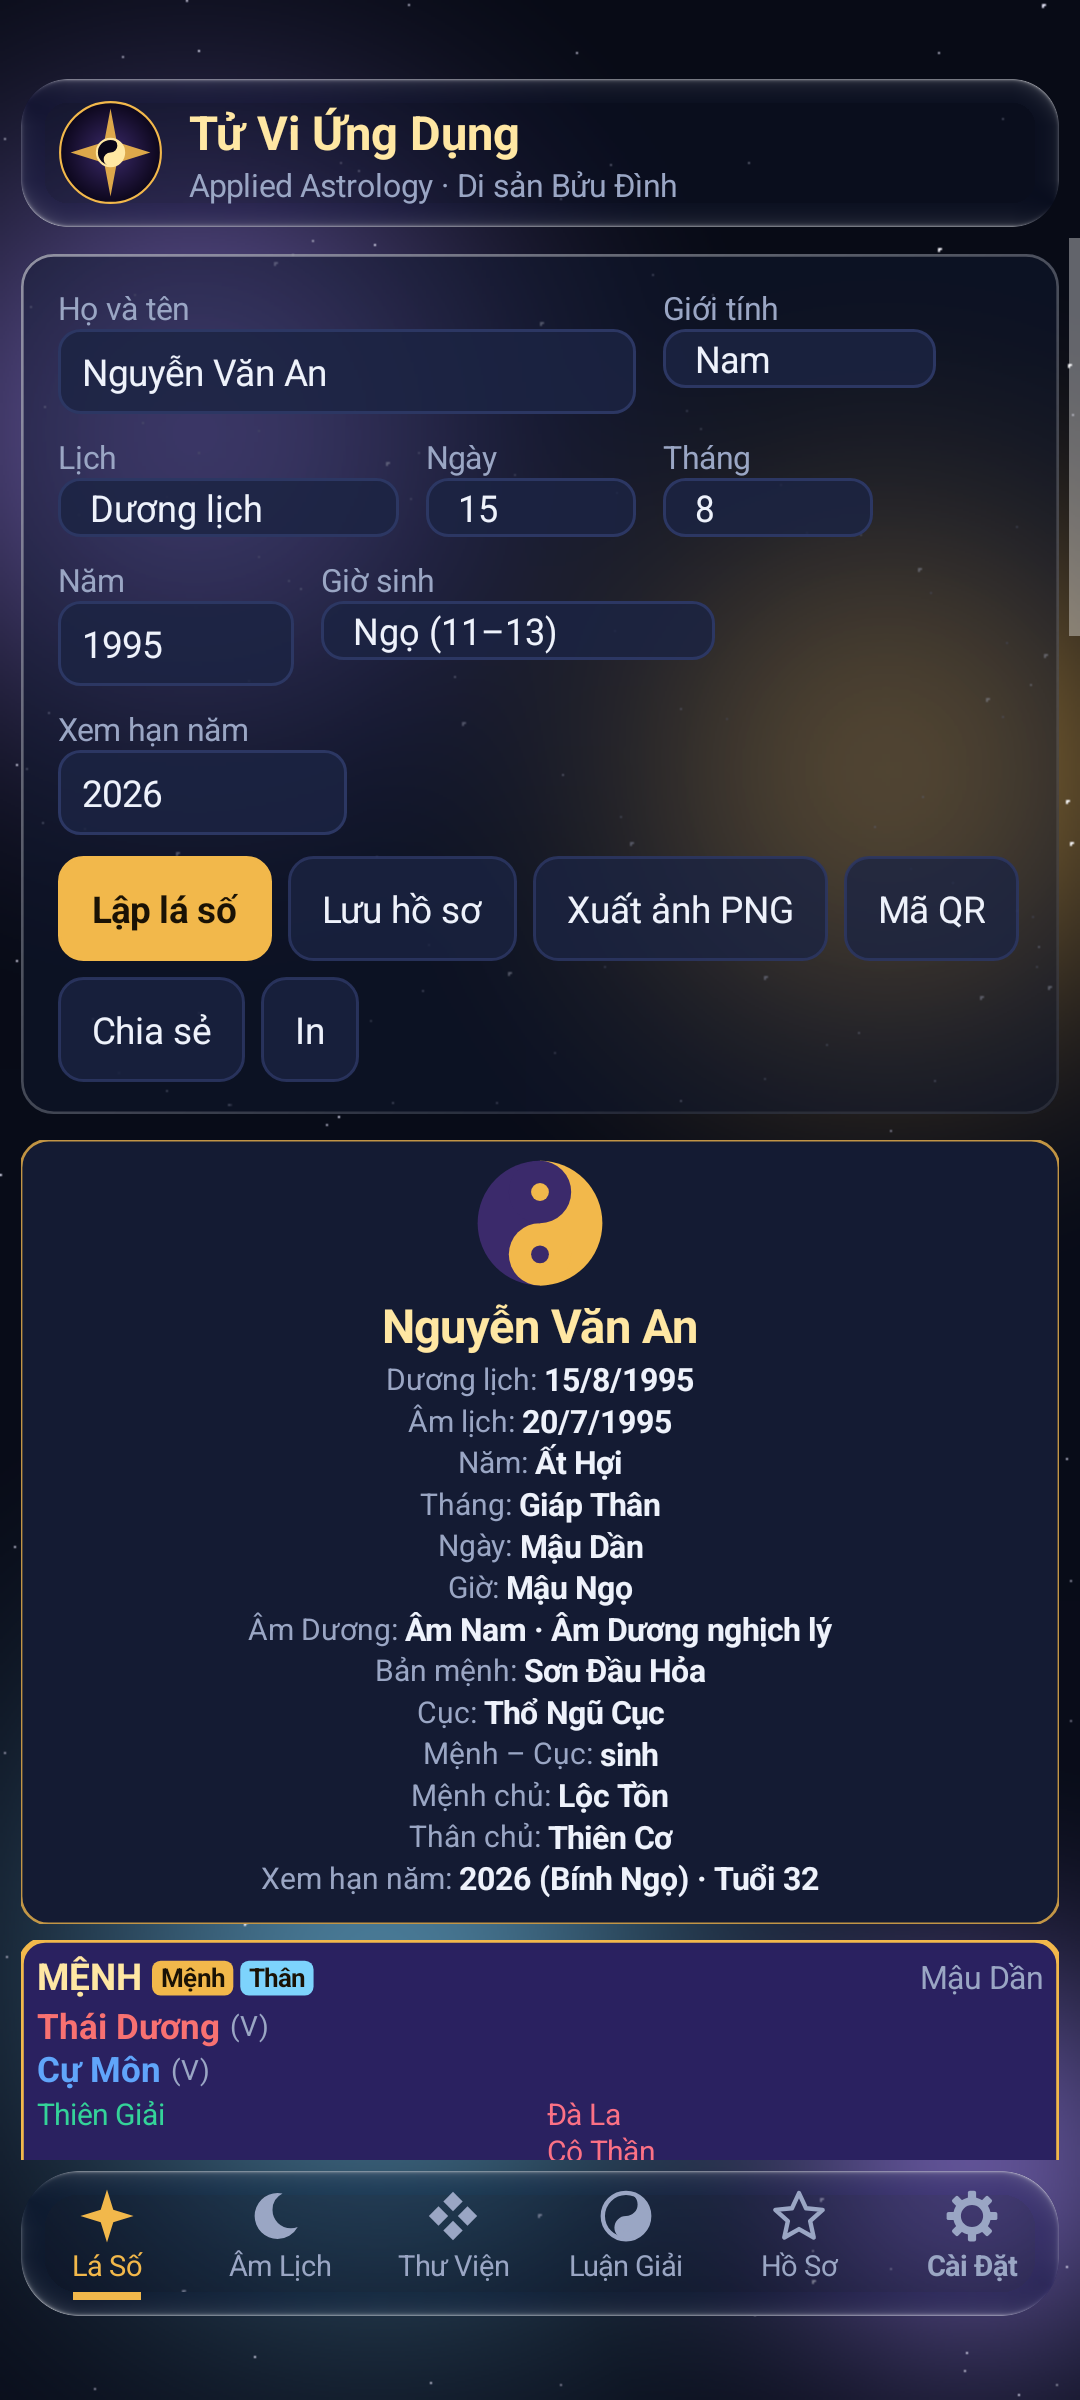 Tử Vi Ứng Dụng
Applied Astrology · Di sản Bửu Đình
Họ và tên
Giới tính
Nguyễn Văn An
Nam
Lịch
Ngày
Tháng
Dương lịch
15
8
Năm
Giờ sinh
1995
Ngọ (11–13)
Xem hạn năm
2026
Lập lá số
Lưu hồ sơ
Xuất ảnh PNG
Mã QR
Chia sẻ
In
Nguyễn Văn An
Dương lịch: 15/8/1995
Âm lịch: 20/7/1995
Năm: Ất Hợi
Tháng: Giáp Thân
Ngày: Mậu Dần
Giờ: Mậu Ngọ
Âm Dương: Âm Nam · Âm Dương nghịch lý
Bản mệnh: Sơn Đầu Hỏa
Cục: Thổ Ngũ Cục
Mệnh – Cục: sinh
Mệnh chủ: Lộc Tồn
Thân chủ: Thiên Cơ
Xem hạn năm: 2026 (Bính Ngọ) · Tuổi 32
MỆNH Mệnh Thân Mậu Dần
Thái Dương (V)
Cự Môn (V)
Thiên Giải
Đà La
Cô Thần
Lá Số
Âm Lịch
Thư Viện
Luận Giải
Hồ Sơ
Cài Đặt